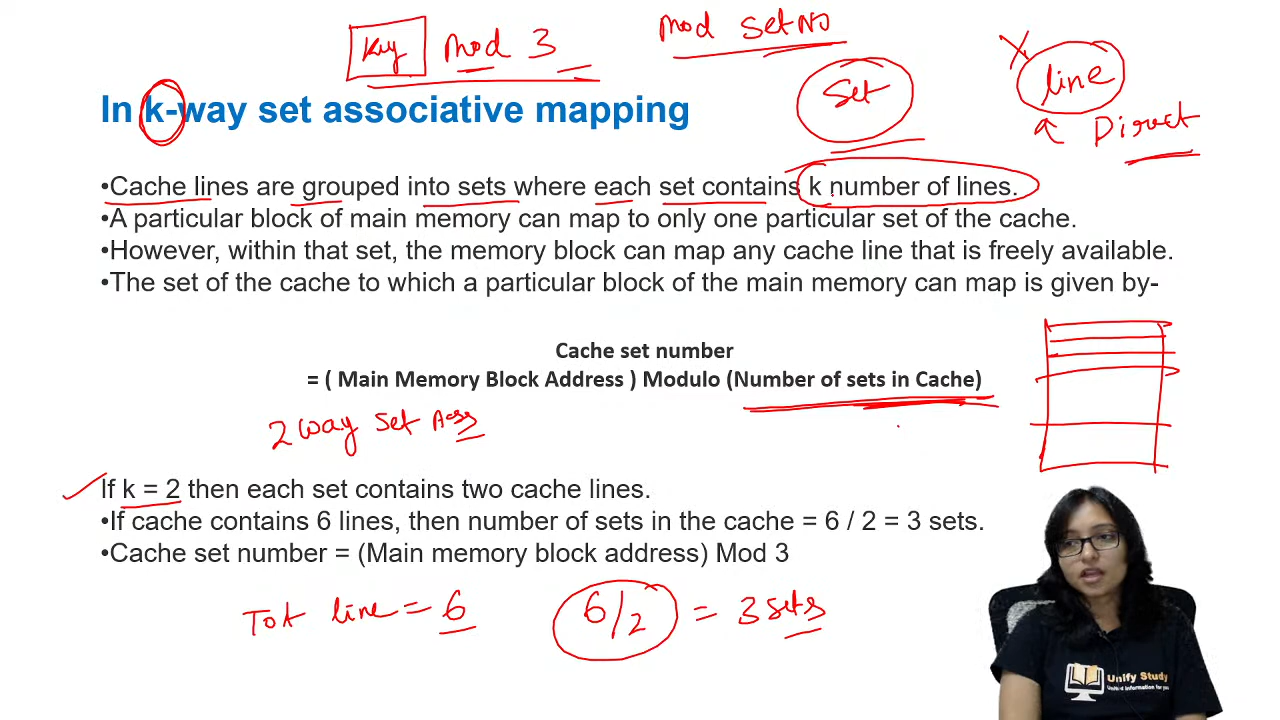 Key mod 3
mod Set No
Set
line
Direct
In k-way set associative mapping
•Cache lines are grouped into sets where each set contains k number of lines.
•A particular block of main memory can map to only one particular set of the cache.
•However, within that set, the memory block can map any cache line that is freely available.
•The set of the cache to which a particular block of the main memory can map is given by-
Cache set number
= ( Main Memory Block Address ) Modulo (Number of sets in Cache)
2 way Set Ass
If k = 2 then each set contains two cache lines.
•If cache contains 6 lines, then number of sets in the cache = 6 / 2 = 3 sets.
•Cache set number = (Main memory block address) Mod 3
Tot line = 6
6/2 = 3 sets
Unify Study
Unified Information for you